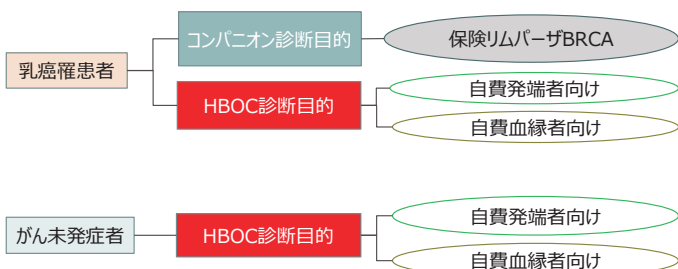 コンパニオン診断目的
保険リムパーザBRCA
乳癌罹患者
HBOC診断目的
自費発端者向け
自費血縁者向け
がん未発症者
HBOC診断目的
自費発端者向け
自費血縁者向け